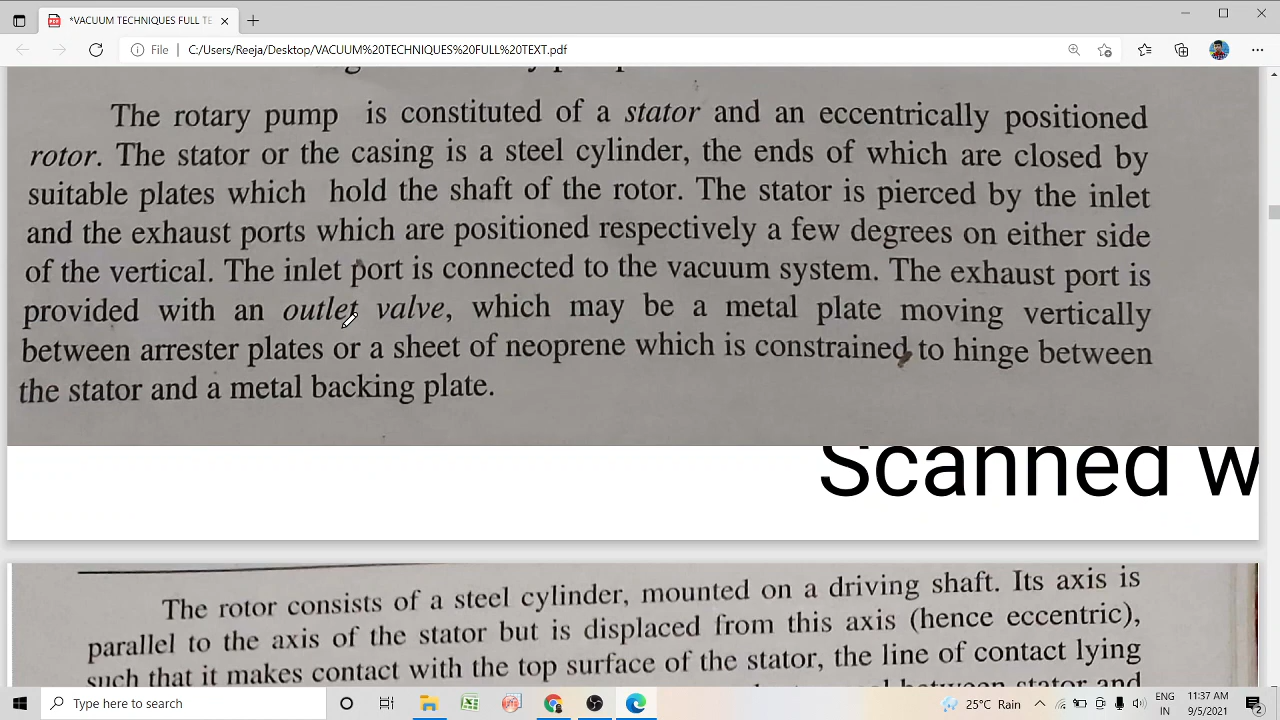 *VACUUM TECHNIQUES FULL TE
File
C:/Users/Reeja/Desktop/VACUUM%20TECHNIQUES%20FULL%20TEXT.pdf
The rotary pump is constituted of a stator and an eccentrically positioned
rotor. The stator or the casing is a steel cylinder, the ends of which are closed by
suitable plates which hold the shaft of the rotor. The stator is pierced by the inlet
and the exhaust ports which are positioned respectively a few degrees on either side
of the vertical. The inlet port is connected to the vacuum system. The exhaust port is
provided with an outlet valve, which may be a metal plate moving vertically
between arrester plates or a sheet of neoprene which is constrained to hinge between
the stator and a metal backing plate.
Scanned w
The rotor consists of a steel cylinder, mounted on a driving shaft. Its axis is
parallel to the axis of the stator but is displaced from this axis (hence eccentric),
such that it makes contact with the top surface of the stator, the line of contact lying
between stator and
Type here to search
25°C Rain
ENG
IN
11:37 AM
9/5/2021
2